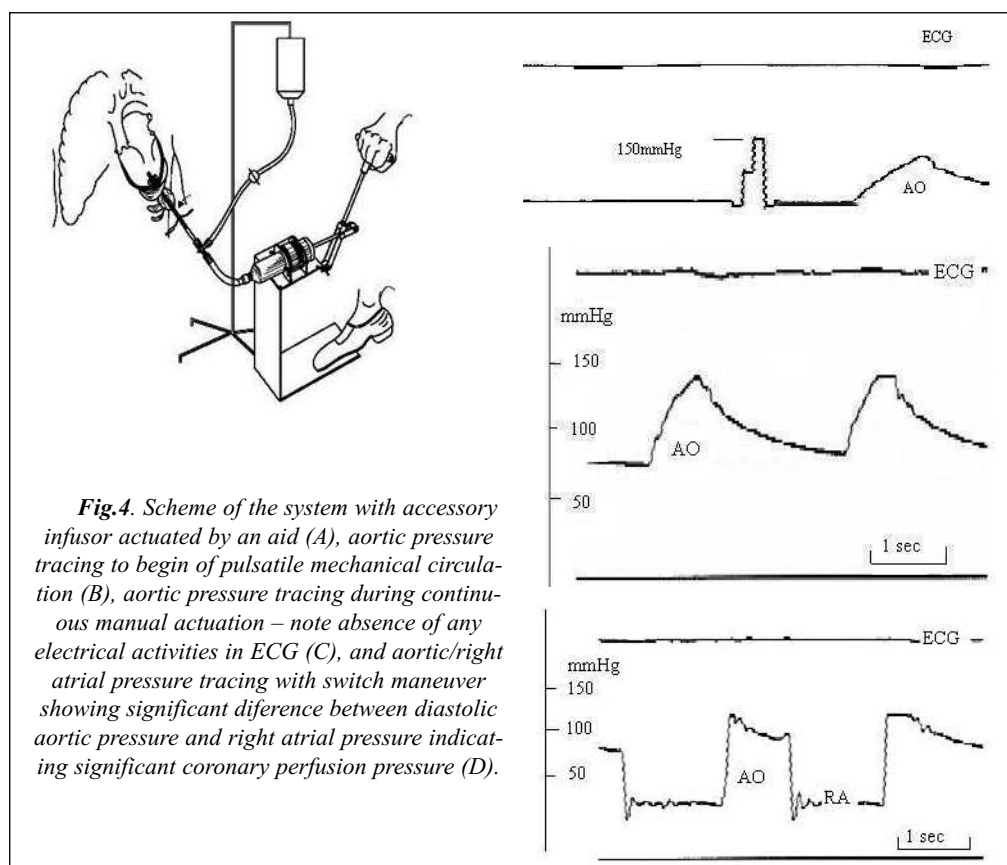 ECG
150mmHg
AO
ECG
mmHg
150
100
AO
50
1 sec
ECG
mmHg
150
100
50
AO
RA
1 sec
Fig.4. Scheme of the system with accessory
infusor actuated by an aid (A), aortic pressure
tracing to begin of pulsatile mechanical circula-
tion (B), aortic pressure tracing during continu-
ous manual actuation – note absence of any
electrical activities in ECG (C), and aortic/right
atrial pressure tracing with switch maneuver
showing significant diference between diastolic
aortic pressure and right atrial pressure indicat-
ing significant coronary perfusion pressure (D).